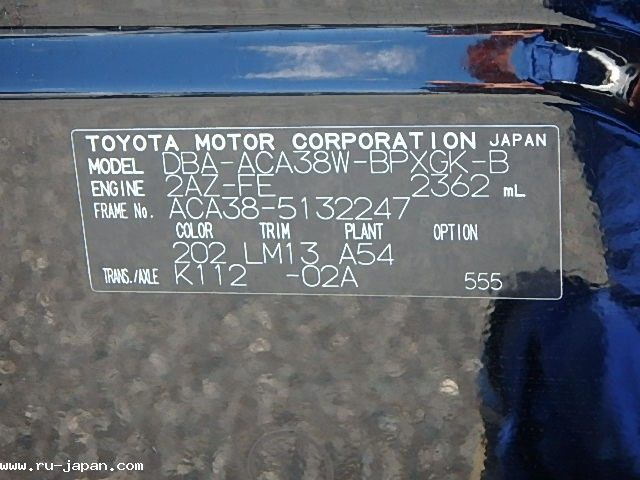 TOYOTA MOTOR CORPORATION JAPAN
MODEL DBA-ACA38W-BPXGK-B
ENGINE 2AZ-FE 2362 mL
FRAME No. ACA38-5132247
COLOR TRIM PLANT OPTION
202 LM13 A54
TRANS./AXLE K112 -02A 555
www.ru-japan.com